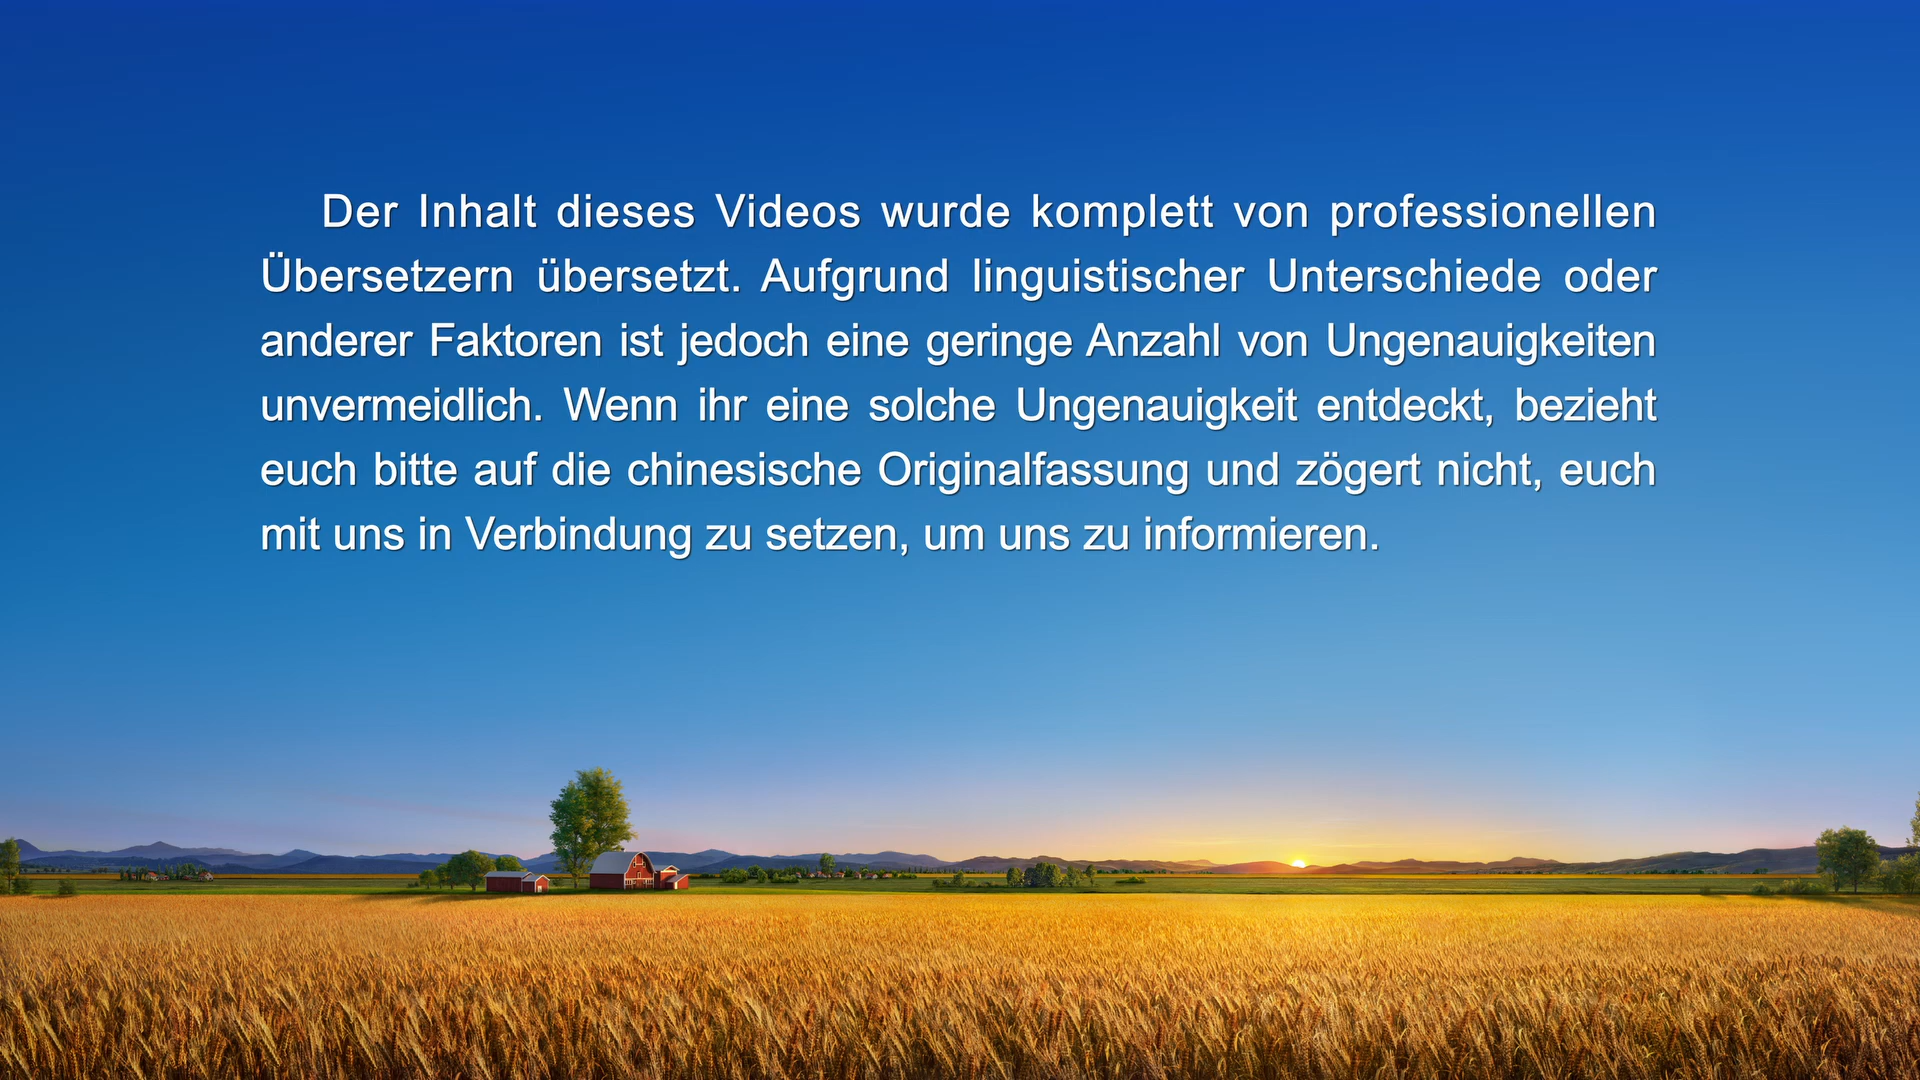 Der Inhalt dieses Videos wurde komplett von professionellen
Übersetzern übersetzt. Aufgrund linguistischer Unterschiede oder
anderer Faktoren ist jedoch eine geringe Anzahl von Ungenauigkeiten
unvermeidlich. Wenn ihr eine solche Ungenauigkeit entdeckt, bezieht
euch bitte auf die chinesische Originalfassung und zögert nicht, euch
mit uns in Verbindung zu setzen, um uns zu informieren.